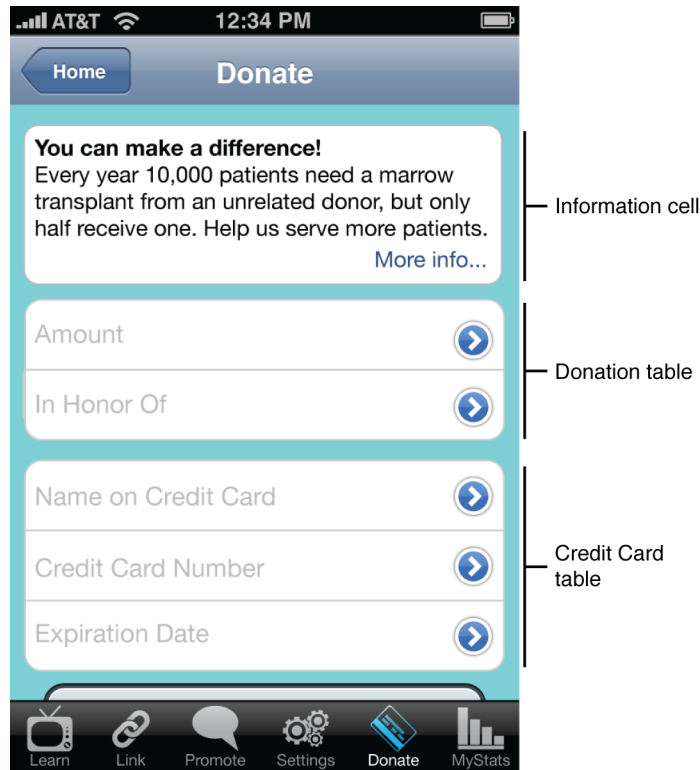 AT&T 12:34 PM
Home Donate
You can make a difference!
Every year 10,000 patients need a marrow
transplant from an unrelated donor, but only
half receive one. Help us serve more patients.
More info...
Information cell
Amount
In Honor Of
Donation table
Name on Credit Card
Credit Card Number
Expiration Date
Credit Card
table
Learn Link Promote Settings Donate MyStats